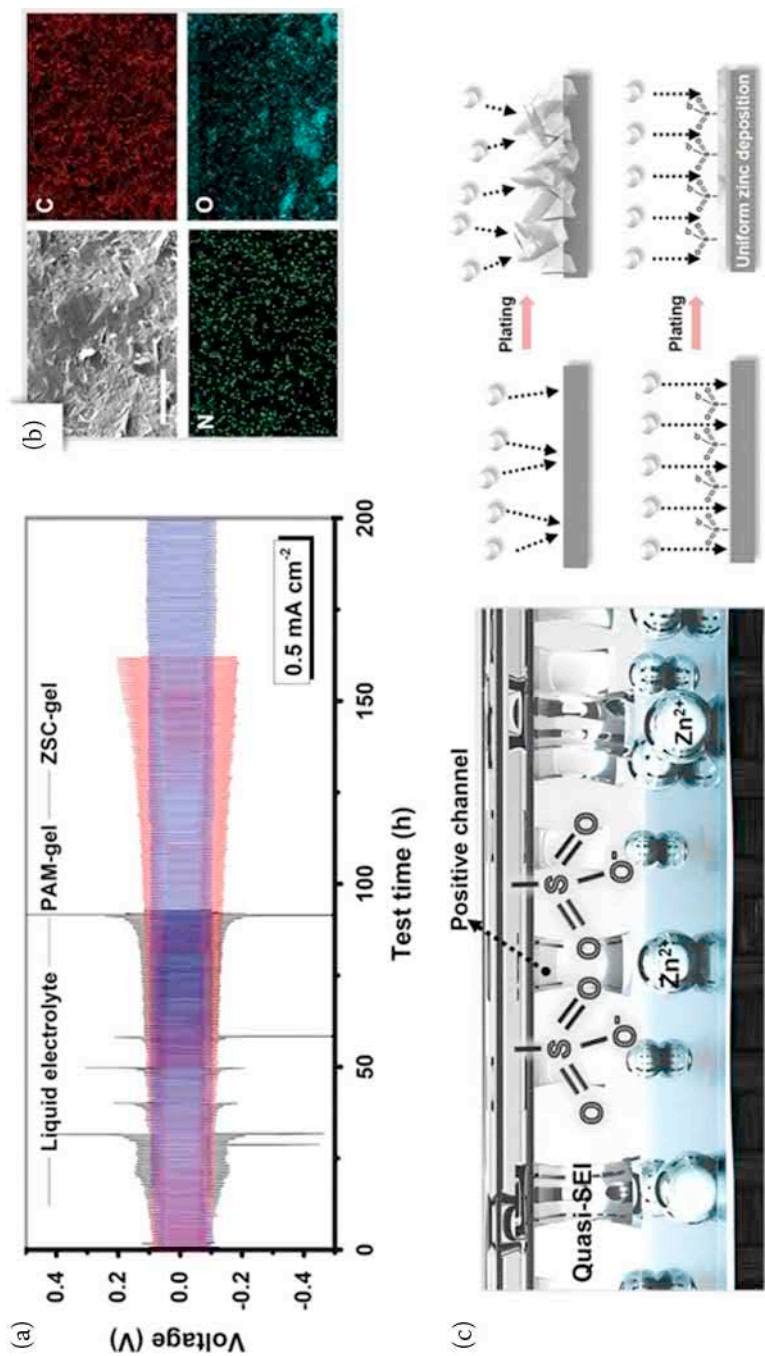 (a)
Liquid electrolyte
PAM-gel
ZSC-gel
0.4
0.2
0.0
-0.2
-0.4
Voltage (V)
0.5 mA cm⁻²
0
50
100
150
200
Test time (h)
(b)
C
N
O
(c)
Positive channel
Quasi-SEI
O
S
O
O⁻
O
S
O
O⁻
Zn²⁺
Zn²⁺
Plating
Plating
Uniform zinc deposition